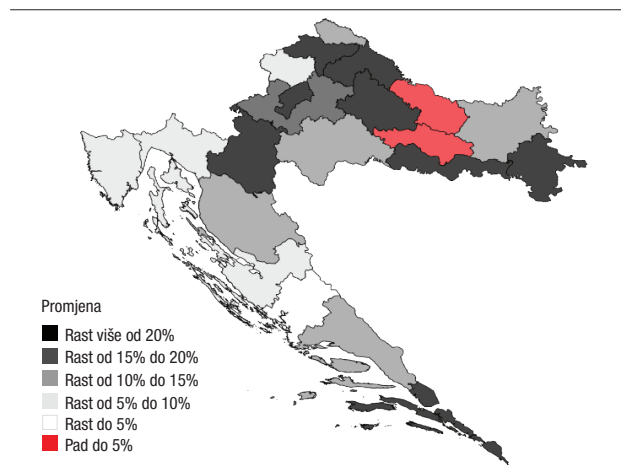 Promjena
Rast više od 20%
Rast od 15% do 20%
Rast od 10% do 15%
Rast od 5% do 10%
Rast do 5%
Pad do 5%